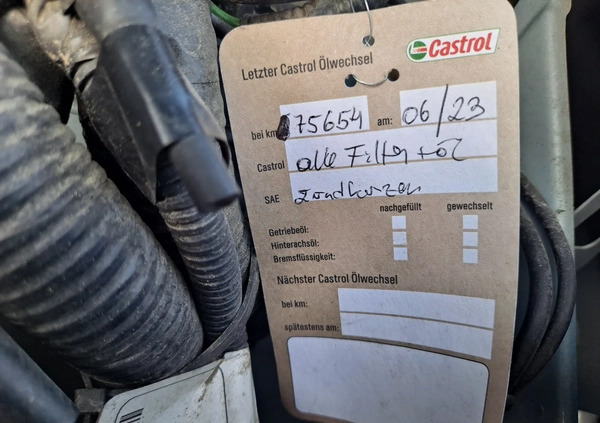 Castrol
Letzter Castrol Ölwechsel
bei km: 75654 am: 06/23
Castrol alle Filter + öl
SAE Zündkerzen
nachgefüllt gewechselt
Getriebeöl:
Hinterachsöl:
Bremsflüssigkeit:
Nächster Castrol Ölwechsel
bei km:
spätestens am: